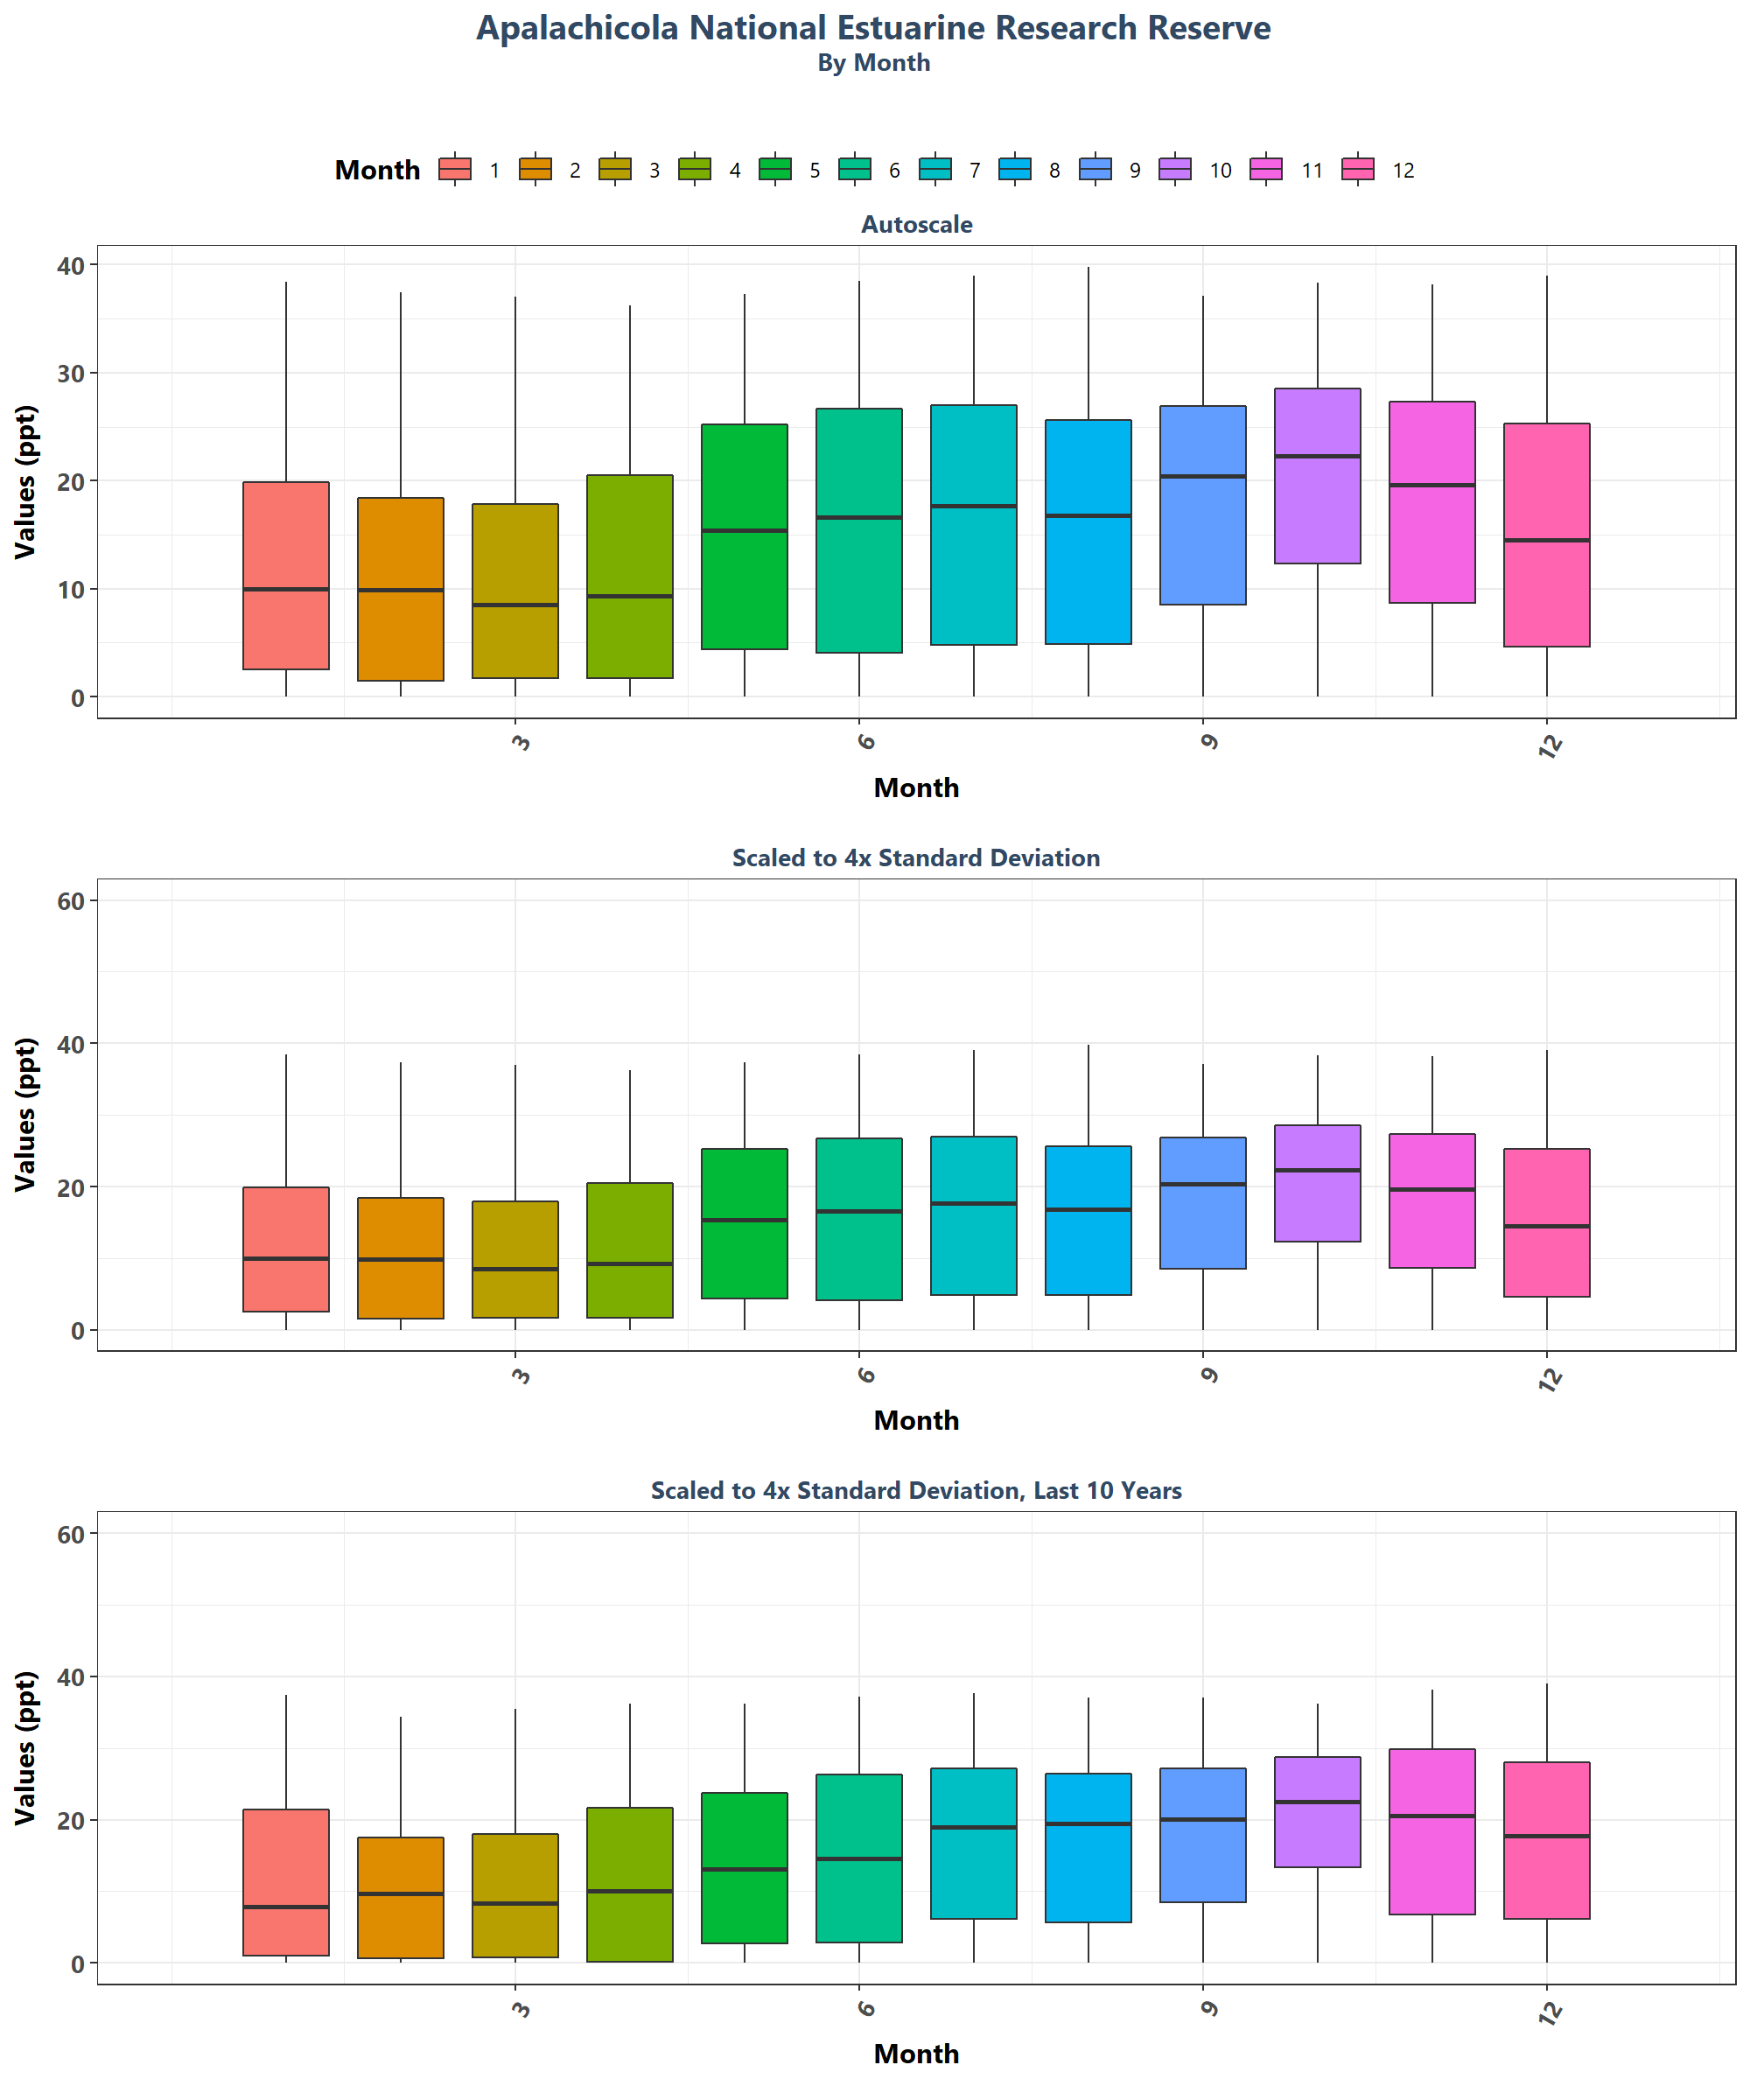 Apalachicola National Estuarine Research Reserve
By Month
Month 1 2 3 4 5 6 7 8 9 10 11 12
Autoscale
Values (ppt)
40
30
20
10
0
3 6 9 12
Month
Scaled to 4x Standard Deviation
Values (ppt)
60
40
20
0
3 6 9 12
Month
Scaled to 4x Standard Deviation, Last 10 Years
Values (ppt)
60
40
20
0
3 6 9 12
Month